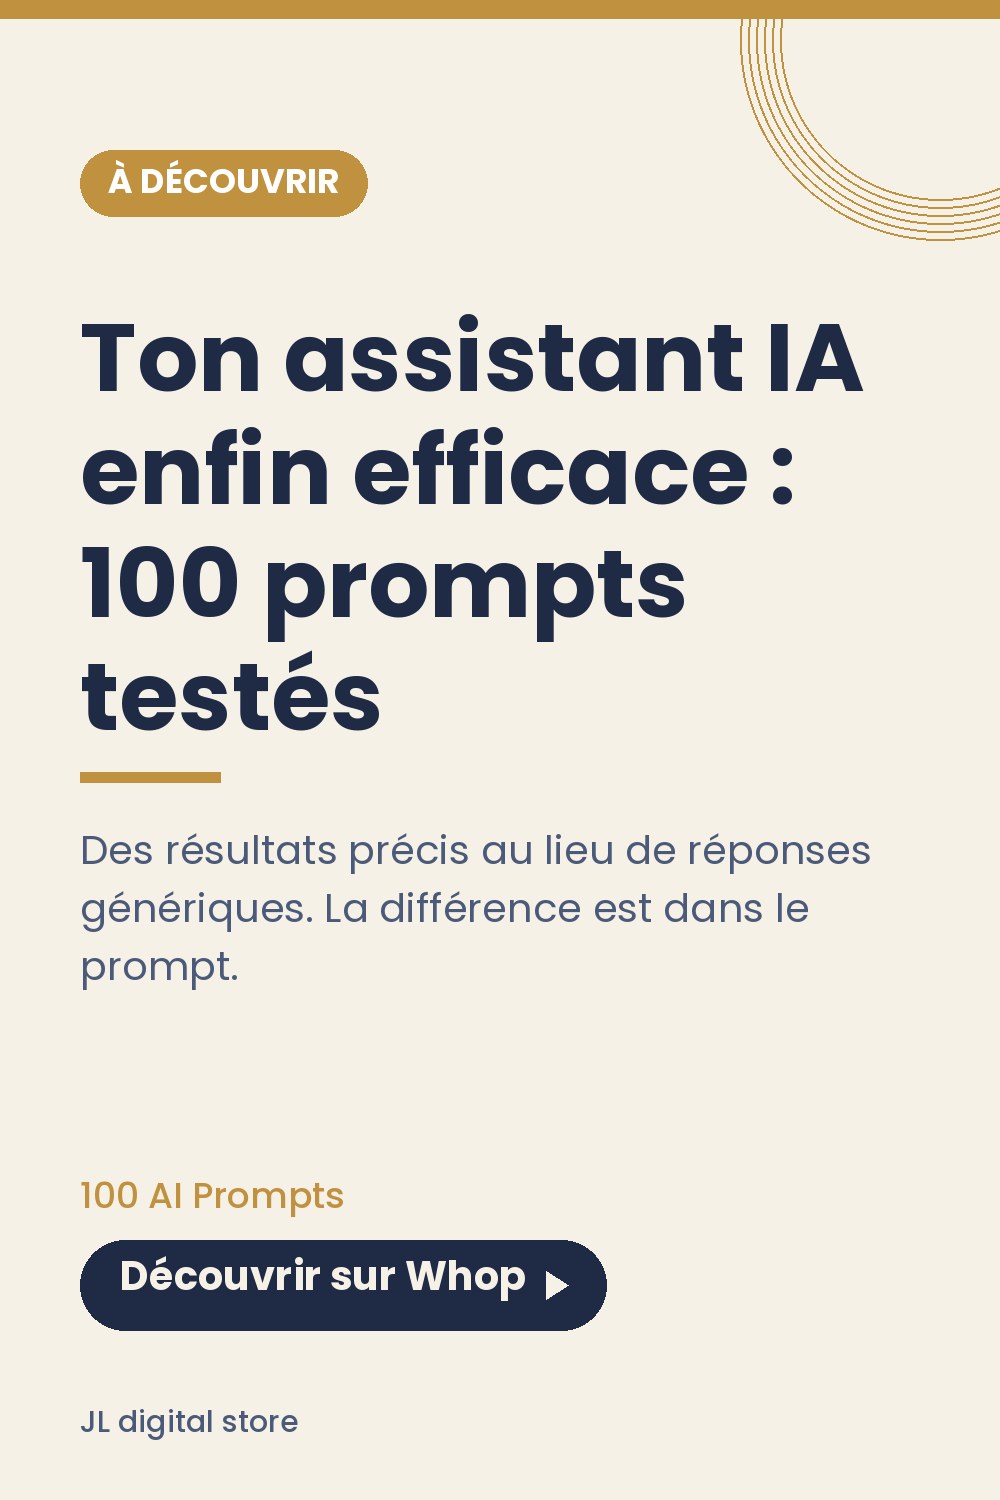 À DÉCOUVRIR
Ton assistant IA
enfin efficace :
100 prompts
testés
Des résultats précis au lieu de réponses
génériques. La différence est dans le
prompt.
100 AI Prompts
Découvrir sur Whop
JL digital store